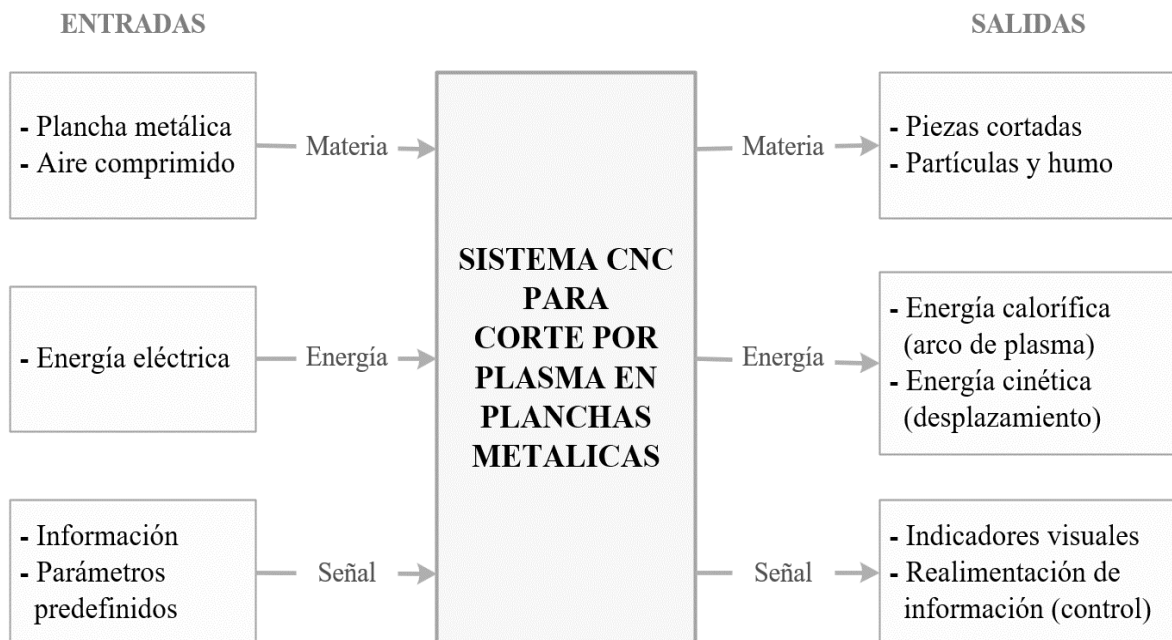 ENTRADAS
SALIDAS
- Plancha metálica
- Aire comprimido
Materia
SISTEMA CNC
PARA
CORTE POR
PLASMA EN
PLANCHAS
METALICAS
Materia
- Piezas cortadas
- Partículas y humo
- Energía eléctrica
Energía
Energía
- Energía calorífica
(arco de plasma)
- Energía cinética
(desplazamiento)
- Información
- Parámetros
predefinidos
Señal
Señal
- Indicadores visuales
- Realimentación de
información (control)